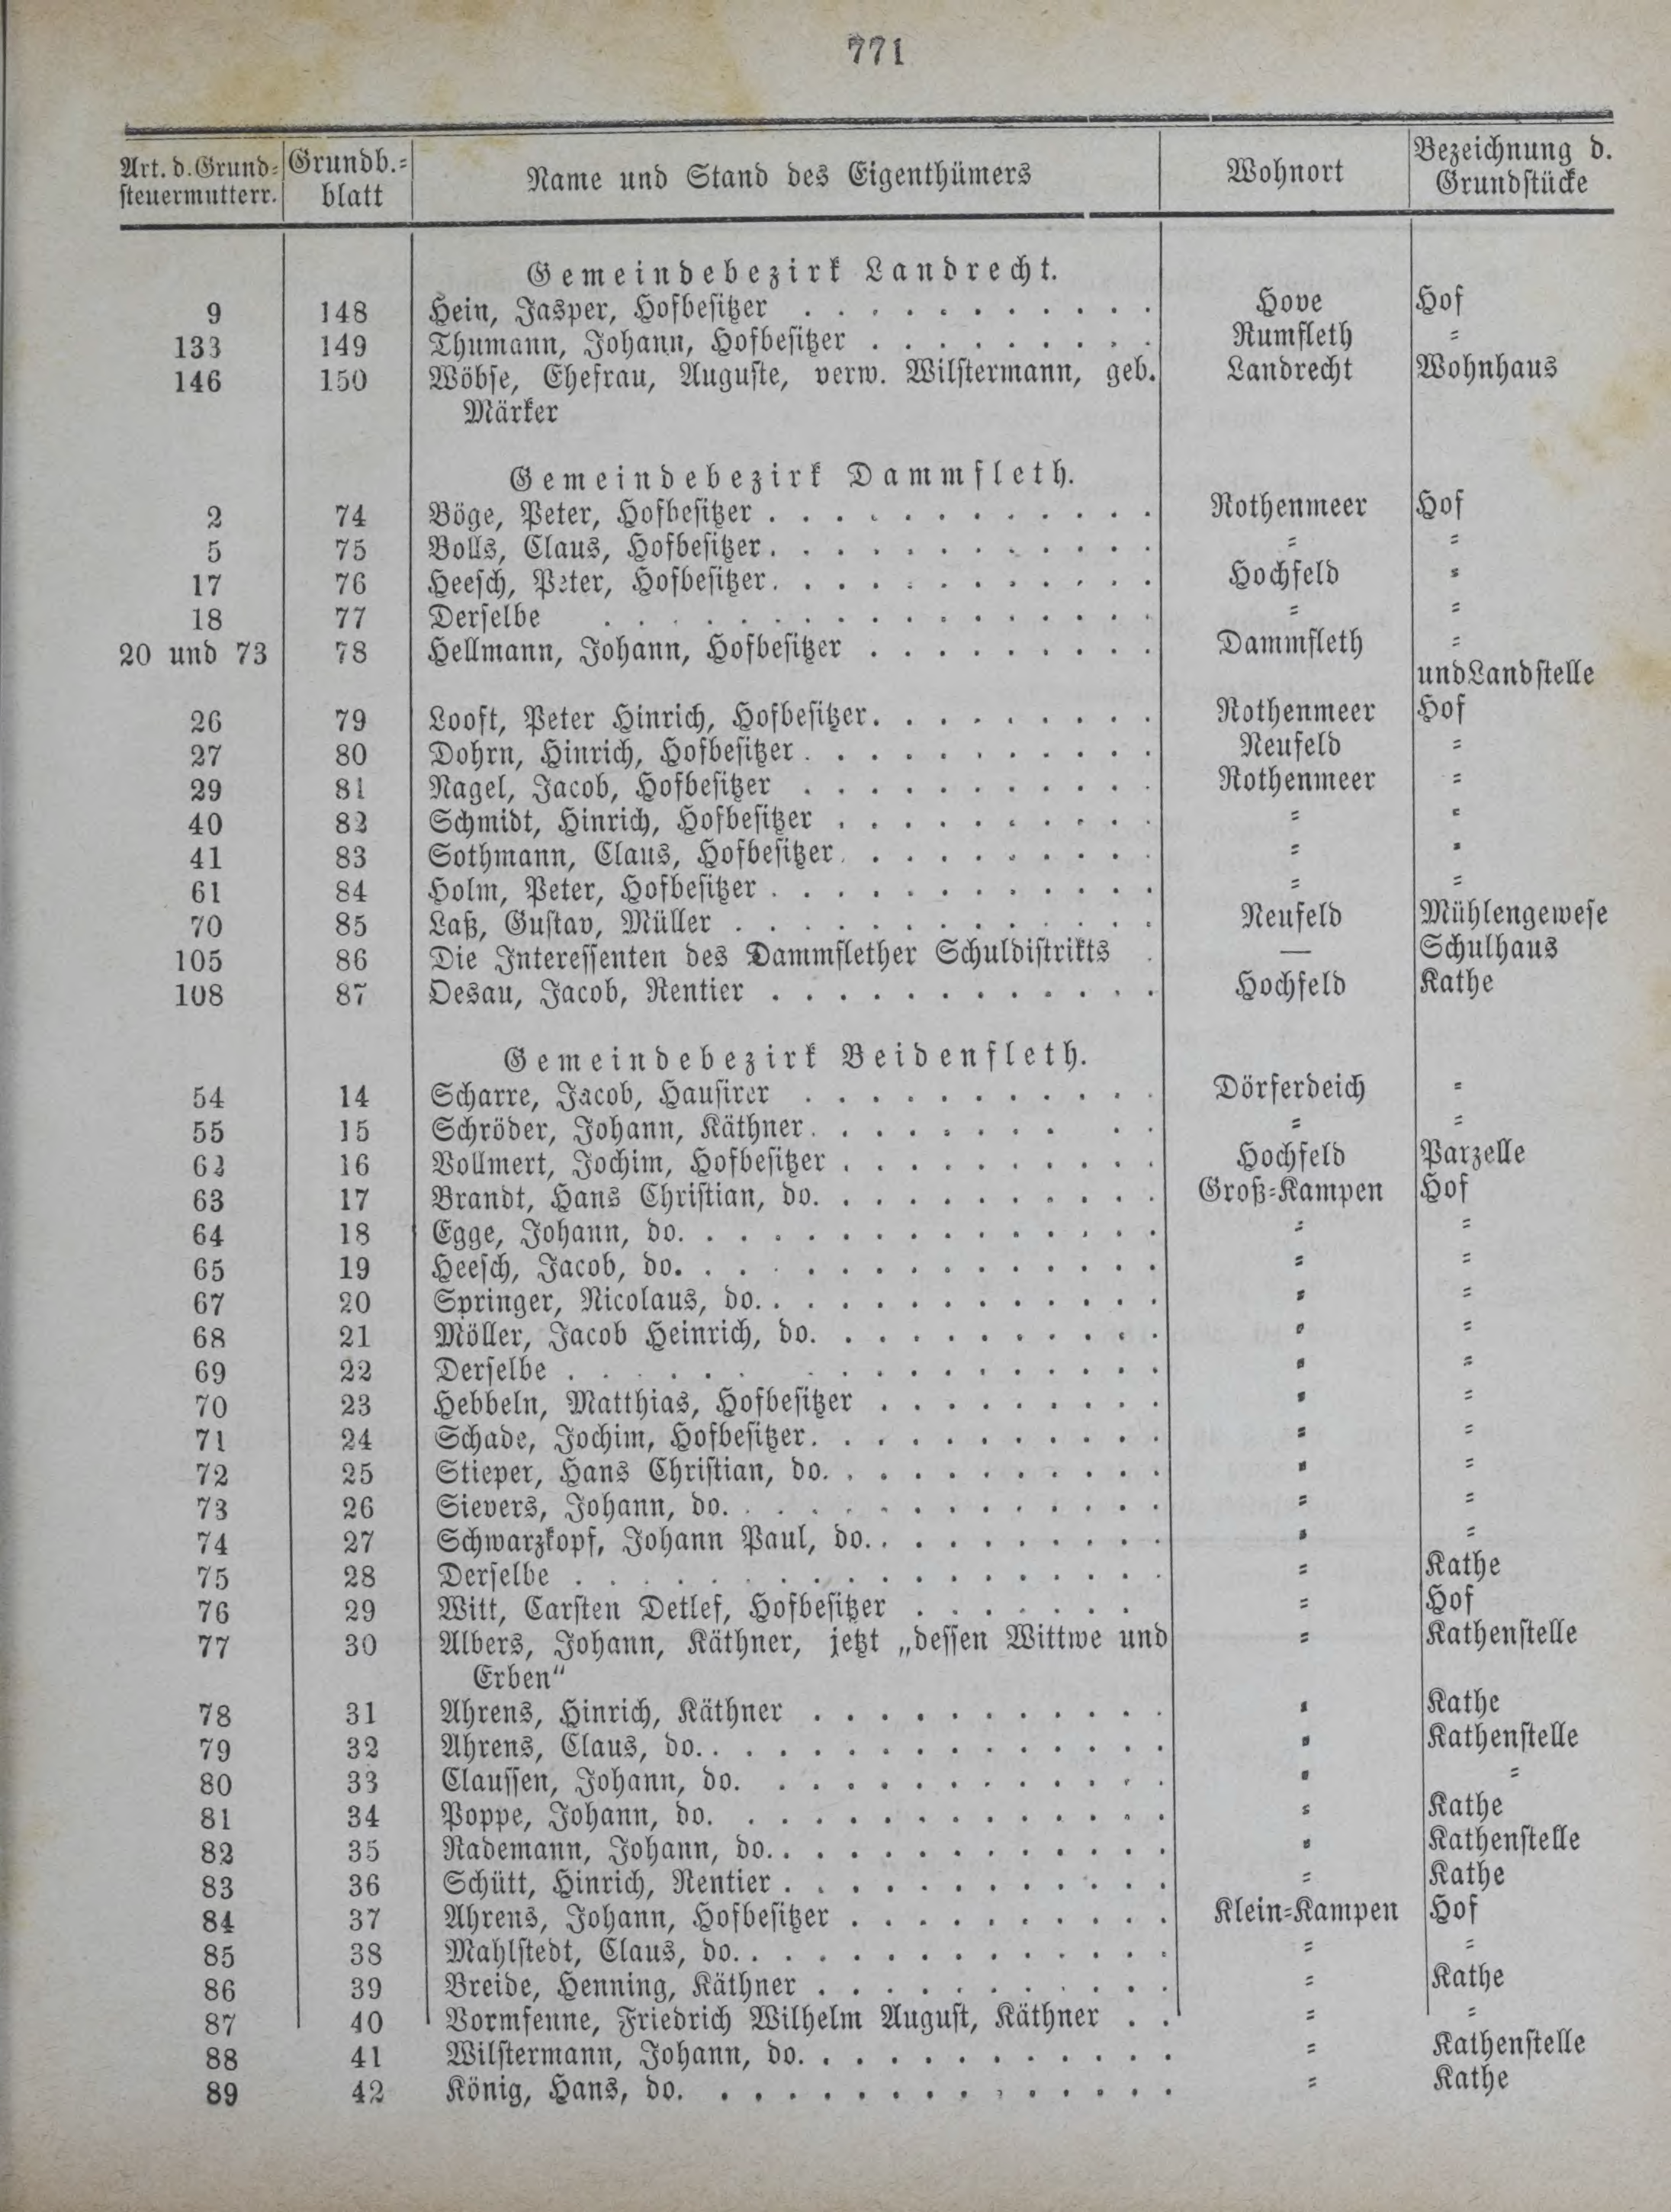 771
Art. d. Grund= Grundb.= Name und Stand des Eigenthümers Wohnort Bezeichnung d.
steuermutterr. blatt Grundstücke
Gemeindebezirk Landrecht.
9 148 Hein, Jasper, Hofbesitzer . . . . . . . . . . . Hove Hof
133 149 Thumann, Johann, Hofbesitzer . . . . . . . . . Rumfleth =
146 150 Wöbse, Ehefrau, Auguste, verw. Wilstermann, geb. Landrecht Wohnhaus
Märker
Gemeindebezirk Dammfleth.
2 74 Böge, Peter, Hofbesitzer . . . . . . . . . . . . Rothenmeer Hof
5 75 Bolls, Claus, Hofbesitzer . . . . . . . . . . . . = =
17 76 Heesch, Peter, Hofbesitzer . . . . . . . . . . . . Hochfeld =
18 77 Derselbe . . . . . . . . . . . . . . . . = =
20 und 73 78 Hellmann, Johann, Hofbesitzer . . . . . . . . . Dammfleth =
und Landstelle
26 79 Looft, Peter Hinrich, Hofbesitzer . . . . . . . . . Rothenmeer Hof
27 80 Dohrn, Hinrich, Hofbesitzer . . . . . . . . . . . Neufeld =
29 81 Nagel, Jacob, Hofbesitzer . . . . . . . . . . . Rothenmeer =
40 82 Schmidt, Hinrich, Hofbesitzer . . . . . . . . . . = =
41 83 Sothmann, Claus, Hofbesitzer . . . . . . . . . . = =
61 84 Holm, Peter, Hofbesitzer . . . . . . . . . . . . = =
70 85 Laß, Gustav, Müller . . . . . . . . . . . . . Neufeld Mühlengewese
105 86 Die Interessenten des Dammflether Schuldistrikts . — Schulhaus
108 87 Desau, Jacob, Rentier . . . . . . . . . . . . Hochfeld Kathe
Gemeindebezirk Beidenfleth.
54 14 Scharre, Jacob, Hausirer . . . . . . . . . . . Dörferdeich =
55 15 Schröder, Johann, Käthner . . . . . . . . . . = =
62 16 Vollmert, Jochim, Hofbesitzer . . . . . . . . . . Hochfeld Parzelle
63 17 Brandt, Hans Christian, do. . . . . . . . . . . Groß=Kampen Hof
64 18 Egge, Johann, do. . . . . . . . . . . . . . . = =
65 19 Heesch, Jacob, do. . . . . . . . . . . . . . . = =
67 20 Springer, Nicolaus, do. . . . . . . . . . . . . = =
68 21 Möller, Jacob Heinrich, do. . . . . . . . . . . = =
69 22 Derselbe . . . . . . . . . . . . . . . . . = =
70 23 Hebbeln, Matthias, Hofbesitzer . . . . . . . . . = =
71 24 Schade, Jochim, Hofbesitzer . . . . . . . . . . . = =
72 25 Stieper, Hans Christian, do. . . . . . . . . . . = =
73 26 Sievers, Johann, do. . . . . . . . . . . . . . = =
74 27 Schwarzkopf, Johann Paul, do. . . . . . . . . . = =
75 28 Derselbe . . . . . . . . . . . . . . . . . = Kathe
76 29 Witt, Carsten Detlef, Hofbesitzer . . . . . . . = Hof
77 30 Albers, Johann, Käthner, jetzt „dessen Wittwe und = Kathenstelle
Erben“
78 31 Ahrens, Hinrich, Käthner . . . . . . . . . . . = Kathe
79 32 Ahrens, Claus, do. . . . . . . . . . . . . . . = Kathenstelle
80 33 Claussen, Johann, do. . . . . . . . . . . . . = =
81 34 Poppe, Johann, do. . . . . . . . . . . . . . = Kathe
82 35 Rademann, Johann, do. . . . . . . . . . . . . = Kathenstelle
83 36 Schütt, Hinrich, Rentier . . . . . . . . . . . . = Kathe
84 37 Ahrens, Johann, Hofbesitzer . . . . . . . . . . Klein=Kampen Hof
85 38 Mahlstedt, Claus, do. . . . . . . . . . . . . . = =
86 39 Breide, Henning, Käthner . . . . . . . . . . . = Kathe
87 40 Vormfenne, Friedrich Wilhelm August, Käthner . . = =
88 41 Wilstermann, Johann, do. . . . . . . . . . . . = Kathenstelle
89 42 König, Hans, do. . . . . . . . . . . . . . . = Kathe